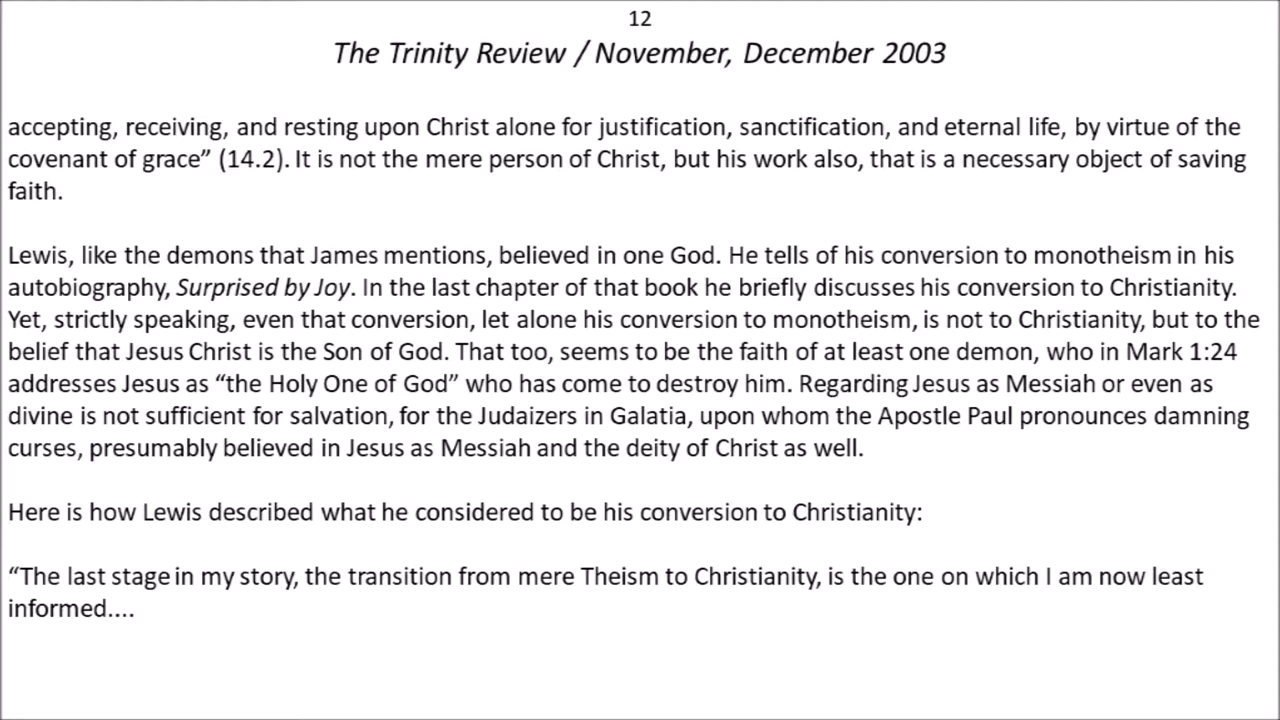 12
The Trinity Review / November, December 2003
accepting, receiving, and resting upon Christ alone for justification, sanctification, and eternal life, by virtue of the
covenant of grace” (14.2). It is not the mere person of Christ, but his work also, that is a necessary object of saving
faith.
Lewis, like the demons that James mentions, believed in one God. He tells of his conversion to monotheism in his
autobiography, Surprised by Joy. In the last chapter of that book he briefly discusses his conversion to Christianity.
Yet, strictly speaking, even that conversion, let alone his conversion to monotheism, is not to Christianity, but to the
belief that Jesus Christ is the Son of God. That too, seems to be the faith of at least one demon, who in Mark 1:24
addresses Jesus as “the Holy One of God” who has come to destroy him. Regarding Jesus as Messiah or even as
divine is not sufficient for salvation, for the Judaizers in Galatia, upon whom the Apostle Paul pronounces damning
curses, presumably believed in Jesus as Messiah and the deity of Christ as well.
Here is how Lewis described what he considered to be his conversion to Christianity:
“The last stage in my story, the transition from mere Theism to Christianity, is the one on which I am now least
informed....